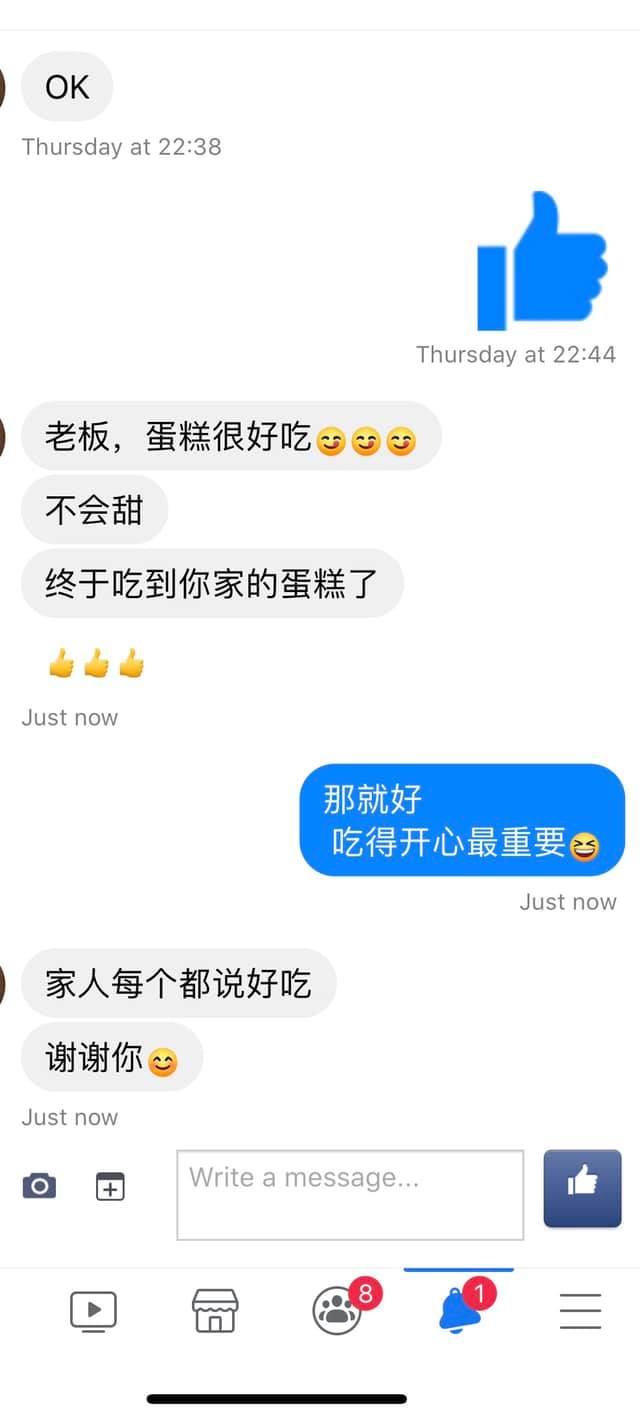 OK
Thursday at 22:38
Thursday at 22:44
老板，蛋糕很好吃😋😋😋
不会甜
终于吃到你家的蛋糕了
👍👍👍
Just now
那就好
吃得开心最重要😆
Just now
家人每个都说好吃
谢谢你😊
Just now
Write a message...
8
1